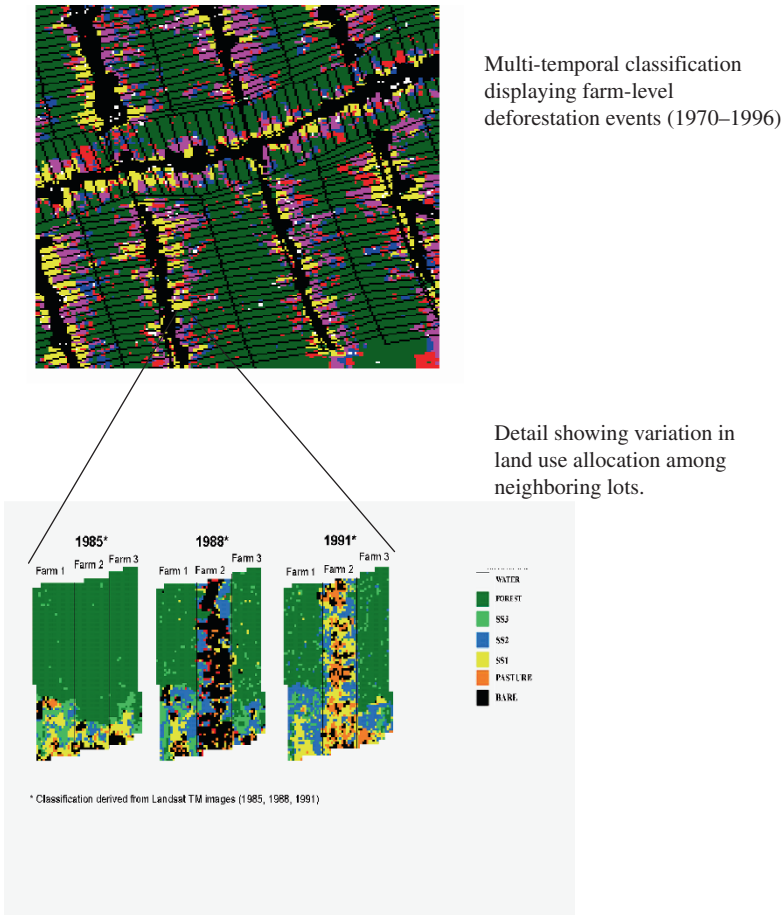 Multi-temporal classification
displaying farm-level
deforestation events (1970–1996)
Detail showing variation in
land use allocation among
neighboring lots.
1985*
1988*
1991*
Farm 1
Farm 2
Farm 3
Farm 1
Farm 2
Farm 3
Farm 1
Farm 2
Farm 3
WATER
FOREST
SS3
SS2
SS1
PASTURE
BARE
* Classification derived from Landsat TM images (1985, 1988, 1991)